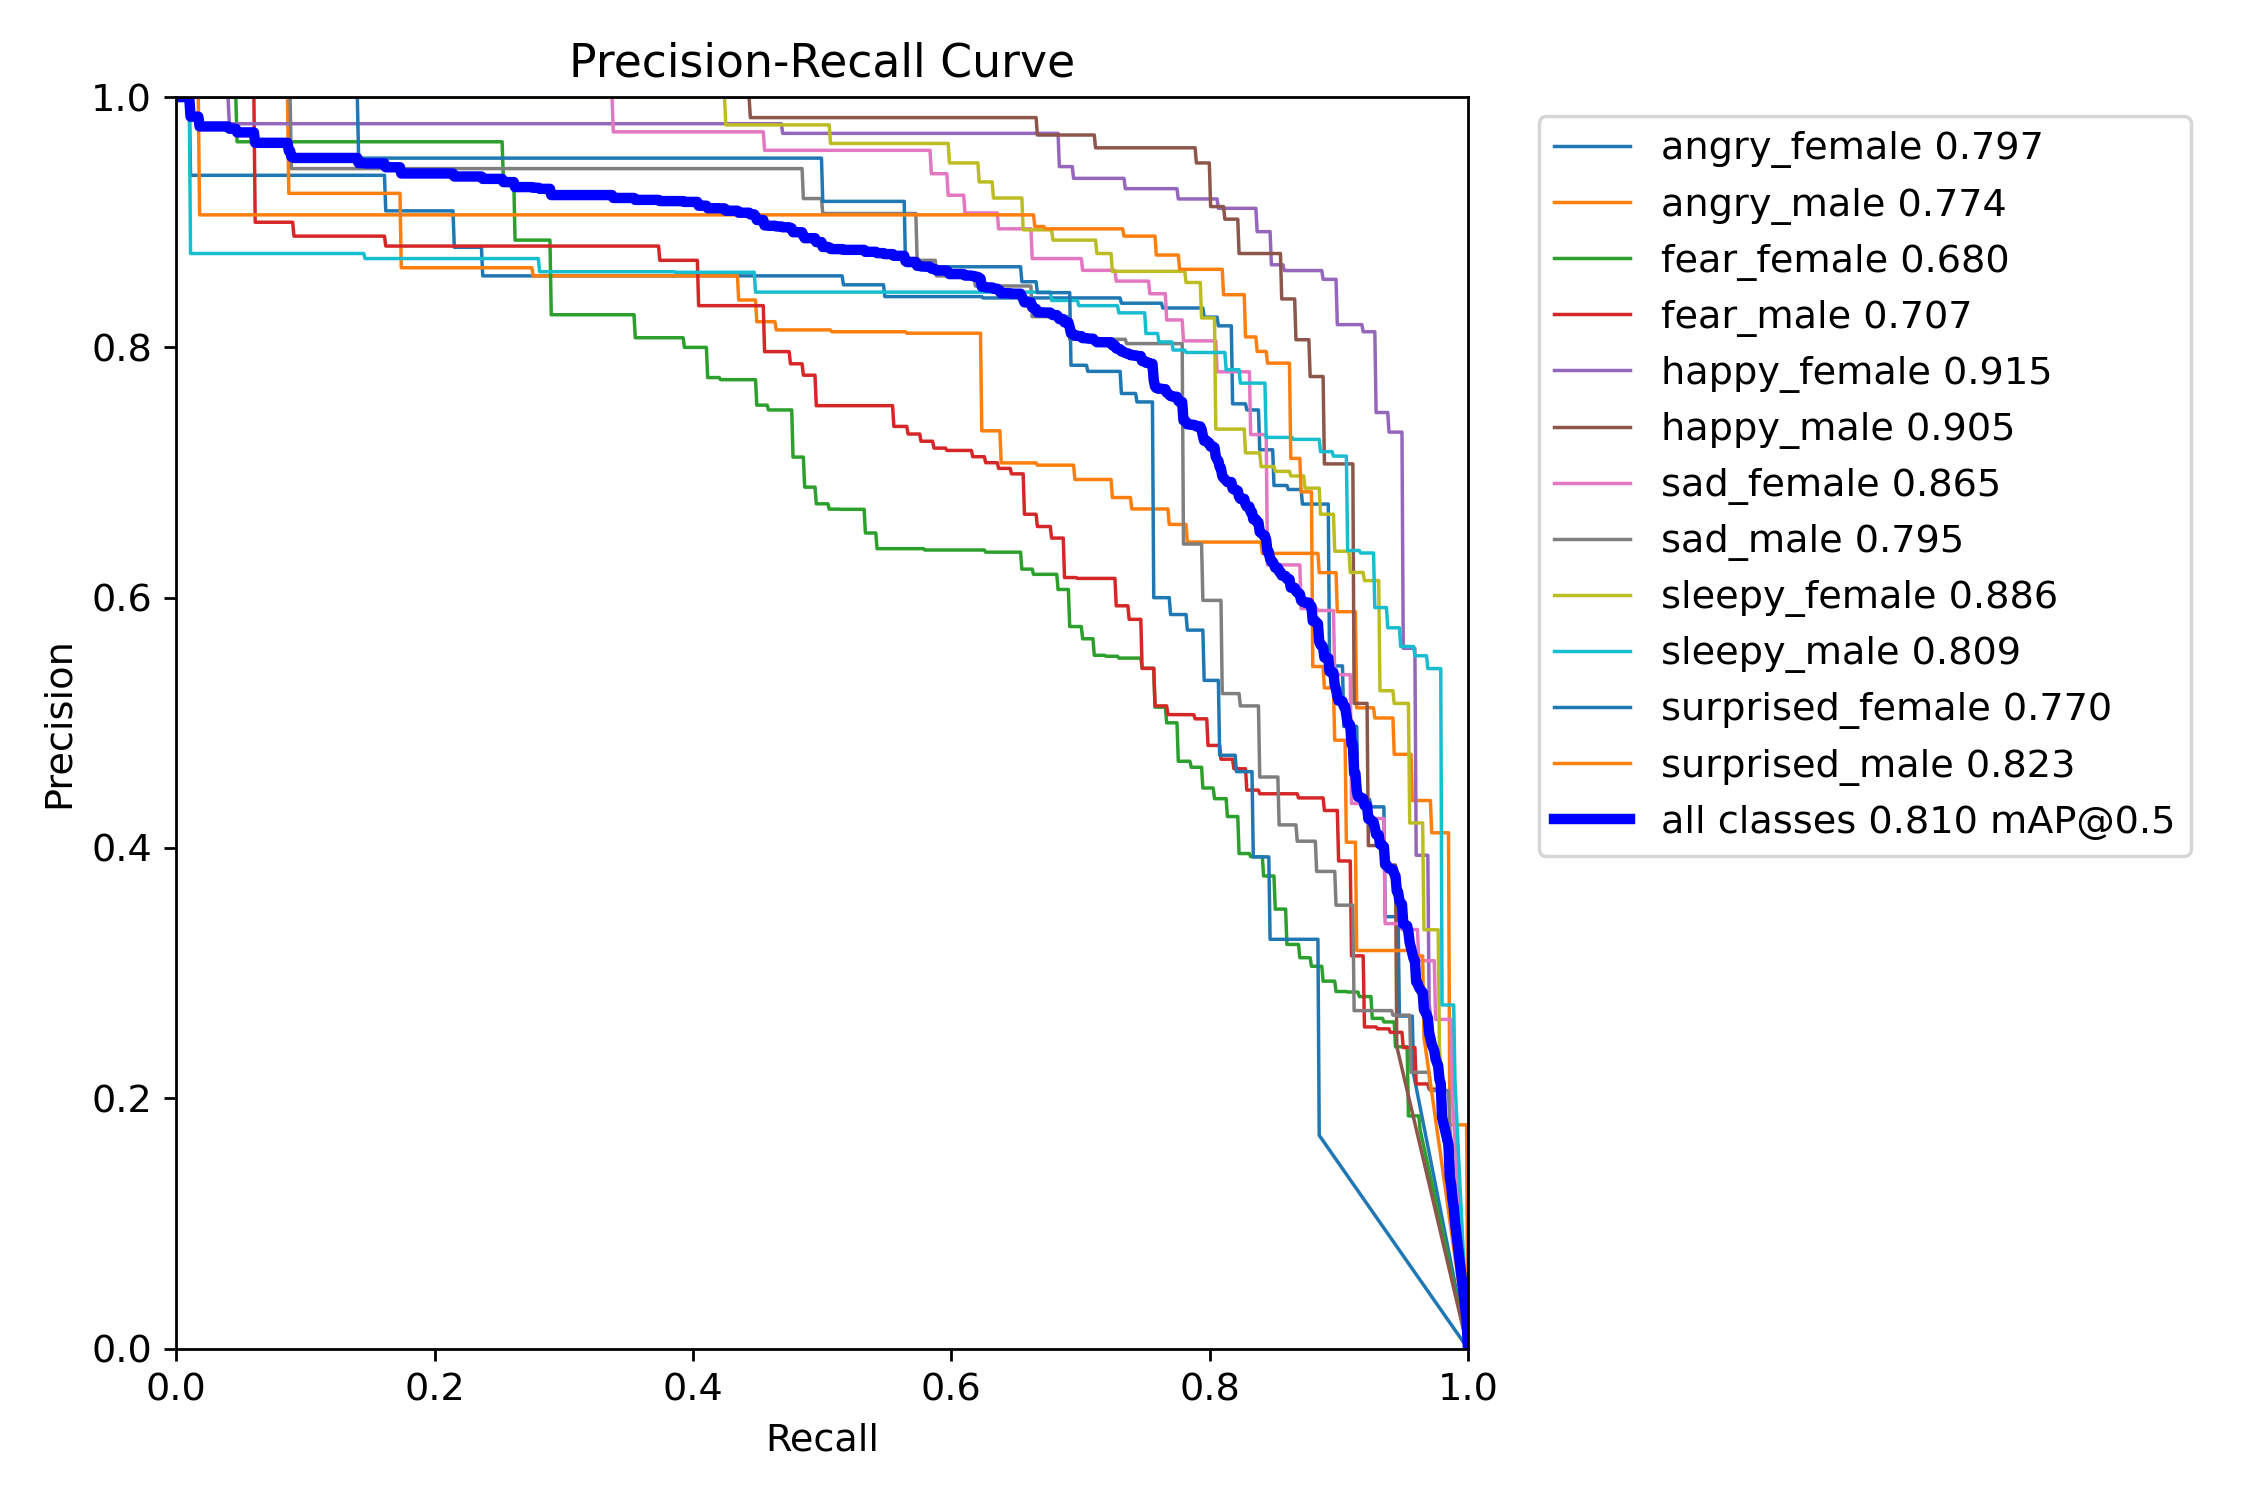 Precision-Recall Curve
1.0
0.8
0.6
0.4
0.2
0.0
Precision
0.0 0.2 0.4 0.6 0.8 1.0
Recall
angry_female 0.797
angry_male 0.774
fear_female 0.680
fear_male 0.707
happy_female 0.915
happy_male 0.905
sad_female 0.865
sad_male 0.795
sleepy_female 0.886
sleepy_male 0.809
surprised_female 0.770
surprised_male 0.823
all classes 0.810 mAP@0.5